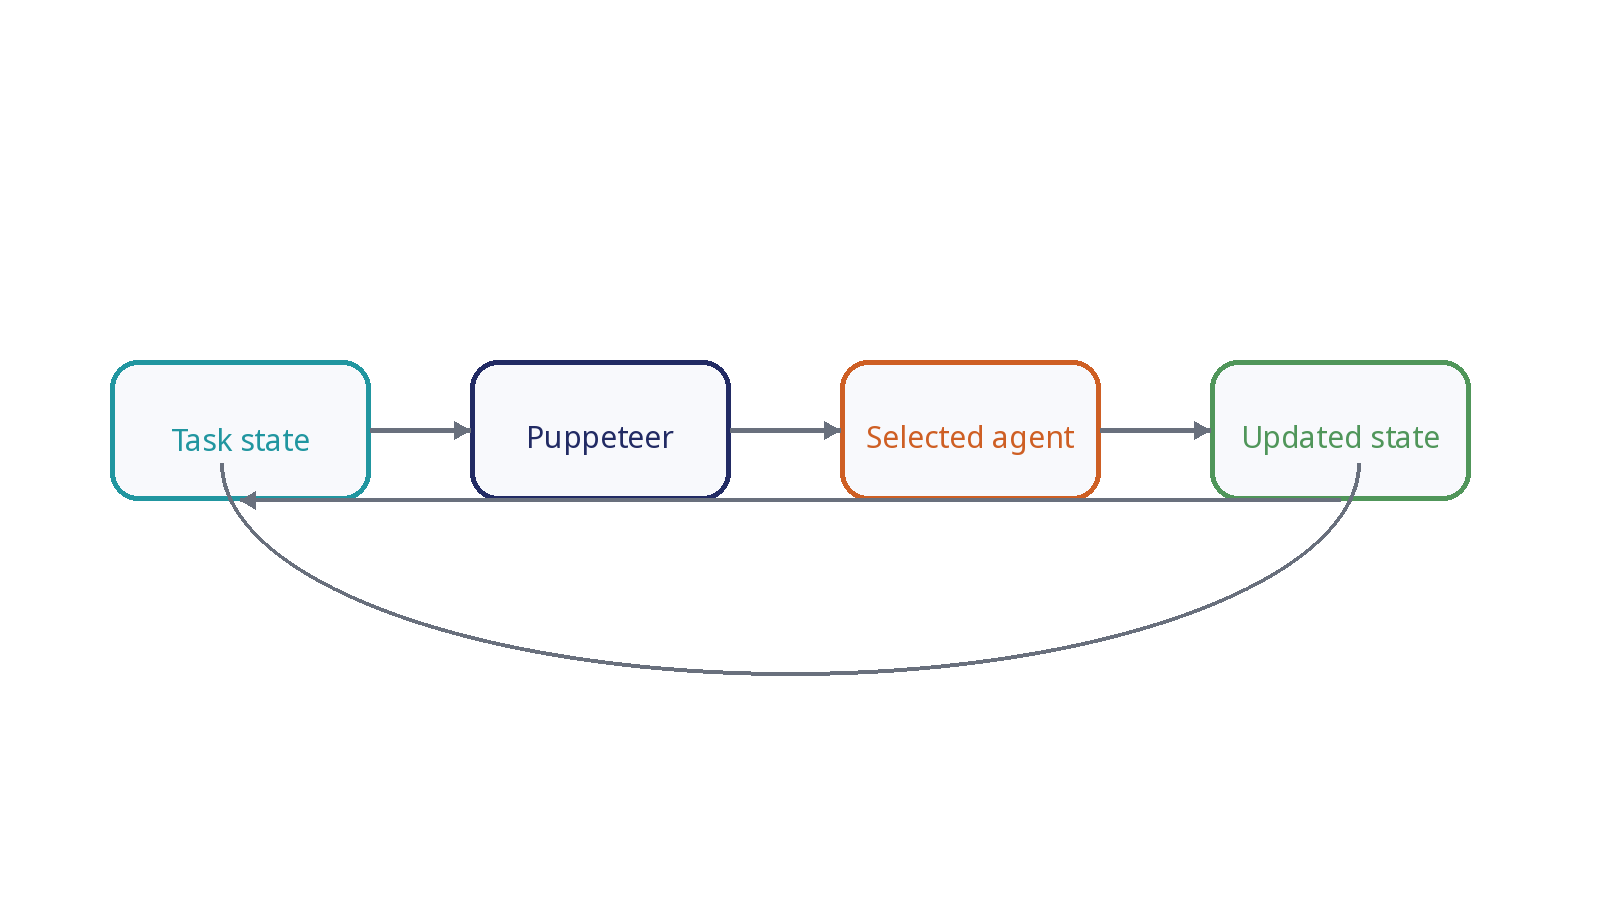 Task state
Puppeteer
Selected agent
Updated state